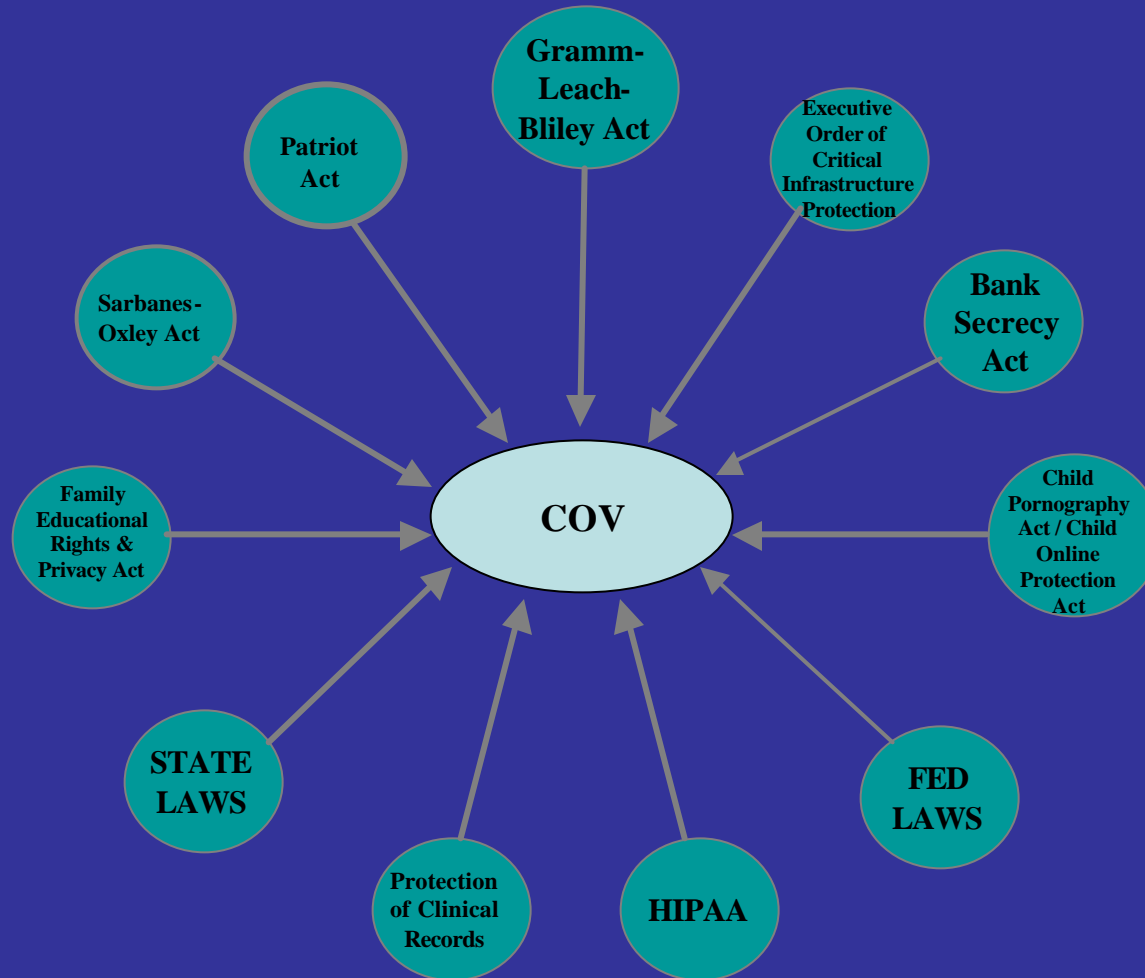 Gramm-
Leach-
Bliley Act
Executive
Order of
Critical
Infrastructure
Protection
Patriot
Act
Bank
Secrecy
Act
Sarbanes-
Oxley Act
COV
Child
Pornography
Act / Child
Online
Protection
Act
Family
Educational
Rights &
Privacy Act
STATE
LAWS
FED
LAWS
Protection
of Clinical
Records
HIPAA